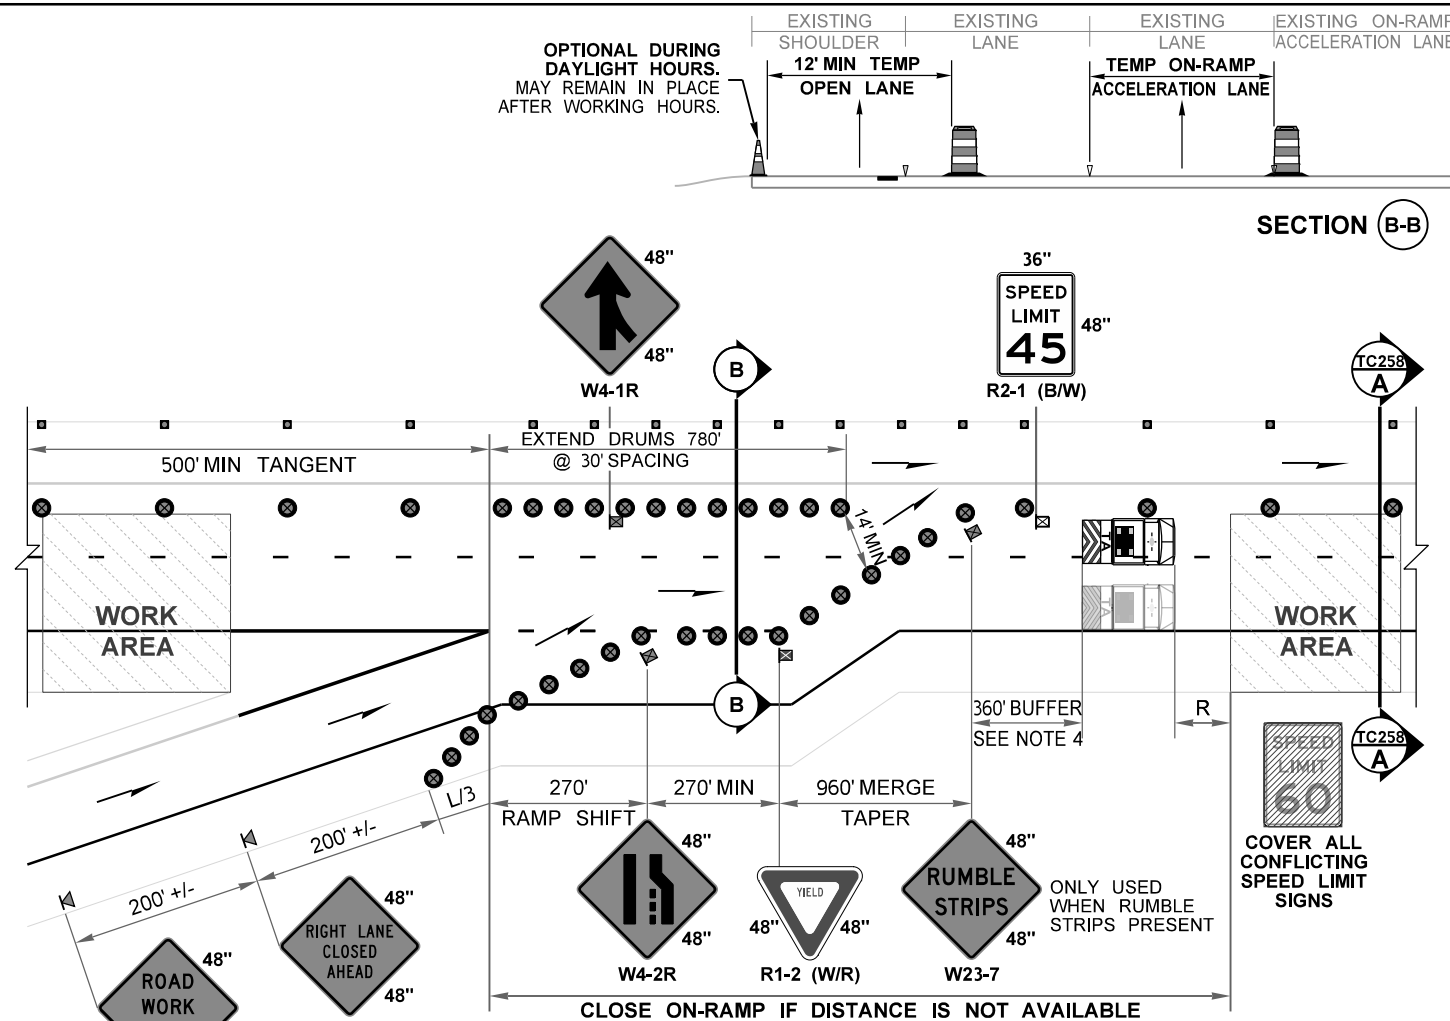 EXISTING
SHOULDER
EXISTING
LANE
EXISTING
LANE
EXISTING ON-RAMP
ACCELERATION LANE
OPTIONAL DURING
DAYLIGHT HOURS.
MAY REMAIN IN PLACE
AFTER WORKING HOURS.
12' MIN TEMP
OPEN LANE
TEMP ON-RAMP
ACCELERATION LANE
SECTION B-B
48"
48"
W4-1R
36"
SPEED
LIMIT
45
48"
R2-1 (B/W)
B
TC258
A
500' MIN TANGENT
EXTEND DRUMS 780'
@ 30' SPACING
14' MIN
WORK
AREA
WORK
AREA
B
360' BUFFER
SEE NOTE 4
R
TC258
A
SPEED
LIMIT
60
COVER ALL
CONFLICTING
SPEED LIMIT
SIGNS
L/3
200' +/-
200' +/-
270'
RAMP SHIFT
270' MIN
960' MERGE
TAPER
48"
48"
W4-2R
YIELD
48"
48"
R1-2 (W/R)
RUMBLE
STRIPS
48"
48"
W23-7
ONLY USED
WHEN RUMBLE
STRIPS PRESENT
RIGHT LANE
CLOSED
AHEAD
48"
48"
ROAD
WORK
48"
CLOSE ON-RAMP IF DISTANCE IS NOT AVAILABLE